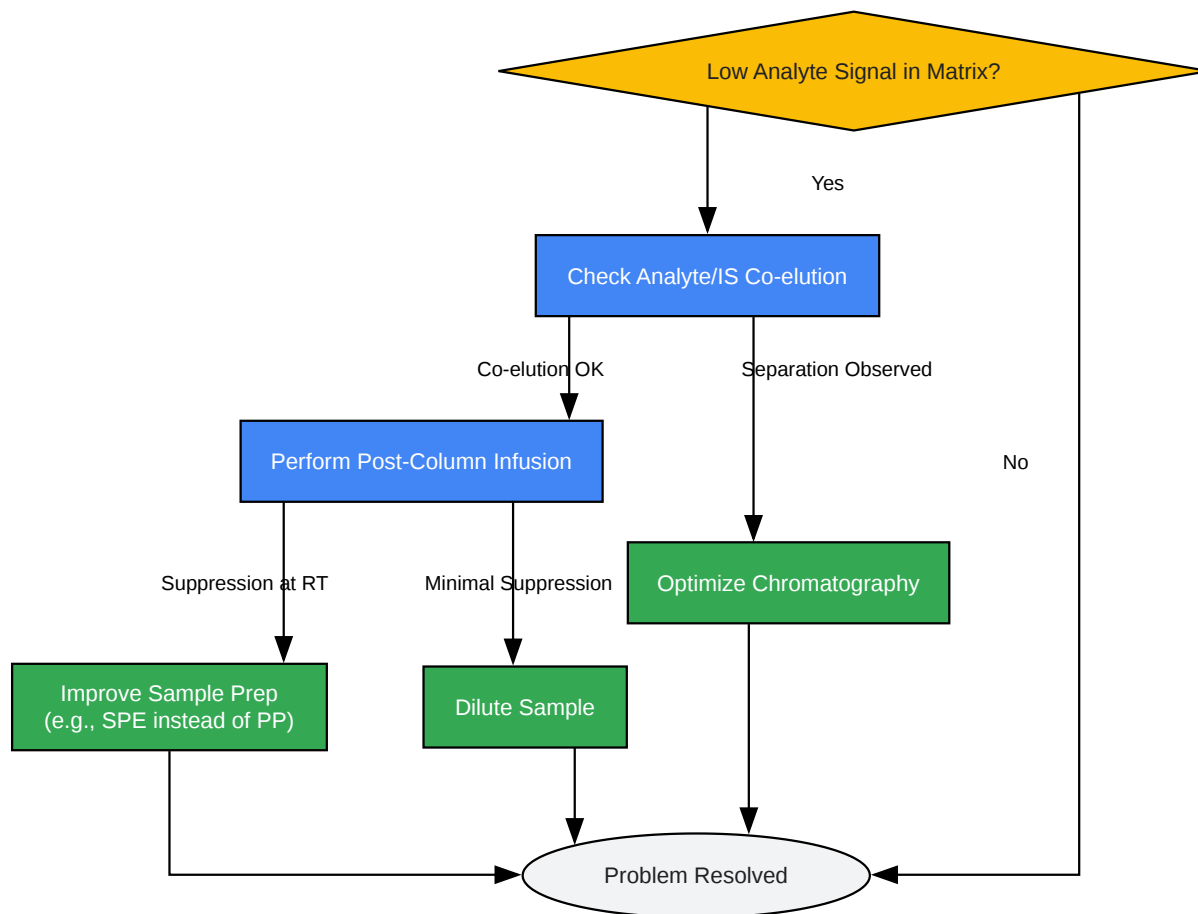 Low Analyte Signal in Matrix?
Yes
Check Analyte/IS Co-elution
Co-elution OK
Separation Observed
Perform Post-Column Infusion
No
Suppression at RT
Minimal Suppression
Optimize Chromatography
Improve Sample Prep
(e.g., SPE instead of PP)
Dilute Sample
Problem Resolved